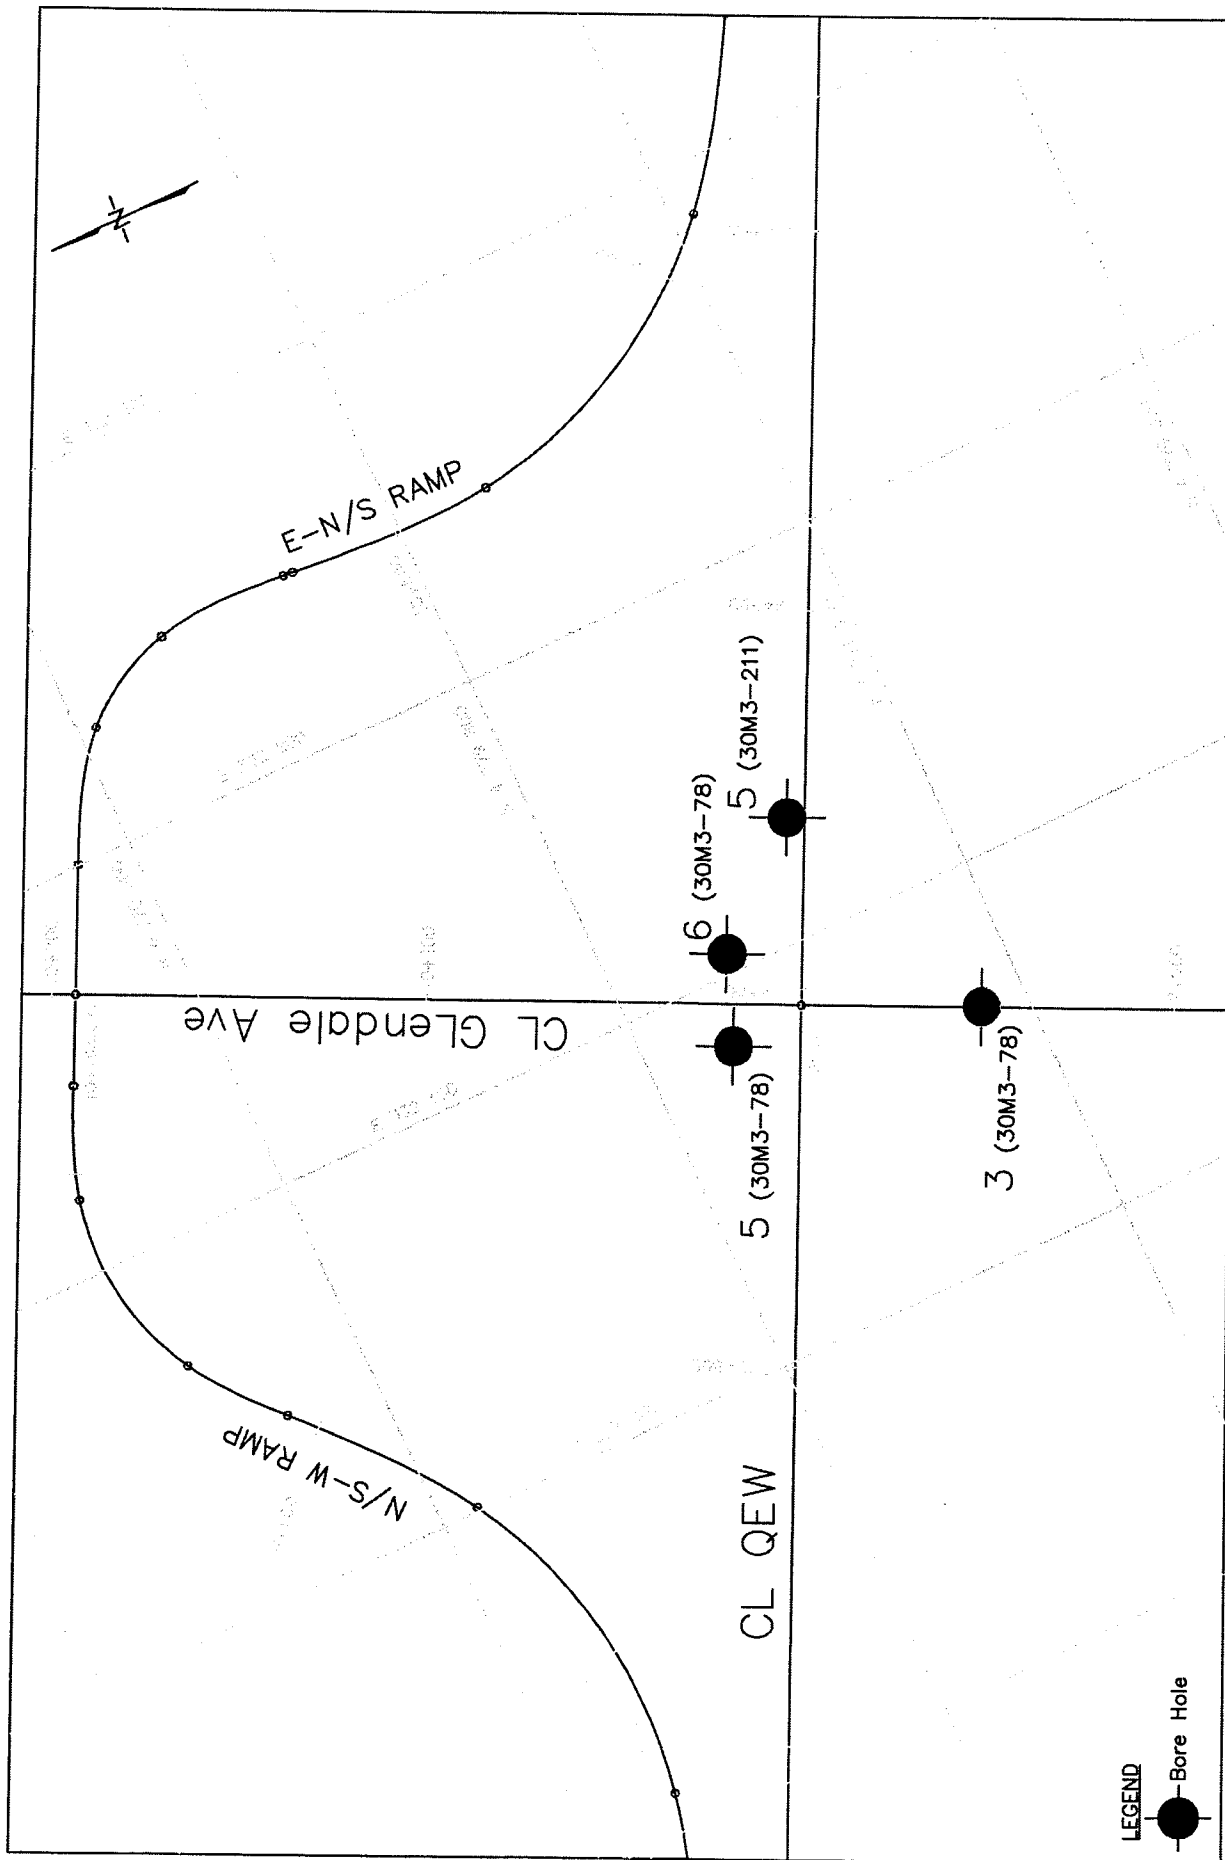 N
E-N/S RAMP
5 (30M3-211)
6 (30M3-78)
CL GLendale Ave
5 (30M3-78)
3 (30M3-78)
N/S-W RAMP
CL QEW
LEGEND
Bore Hole